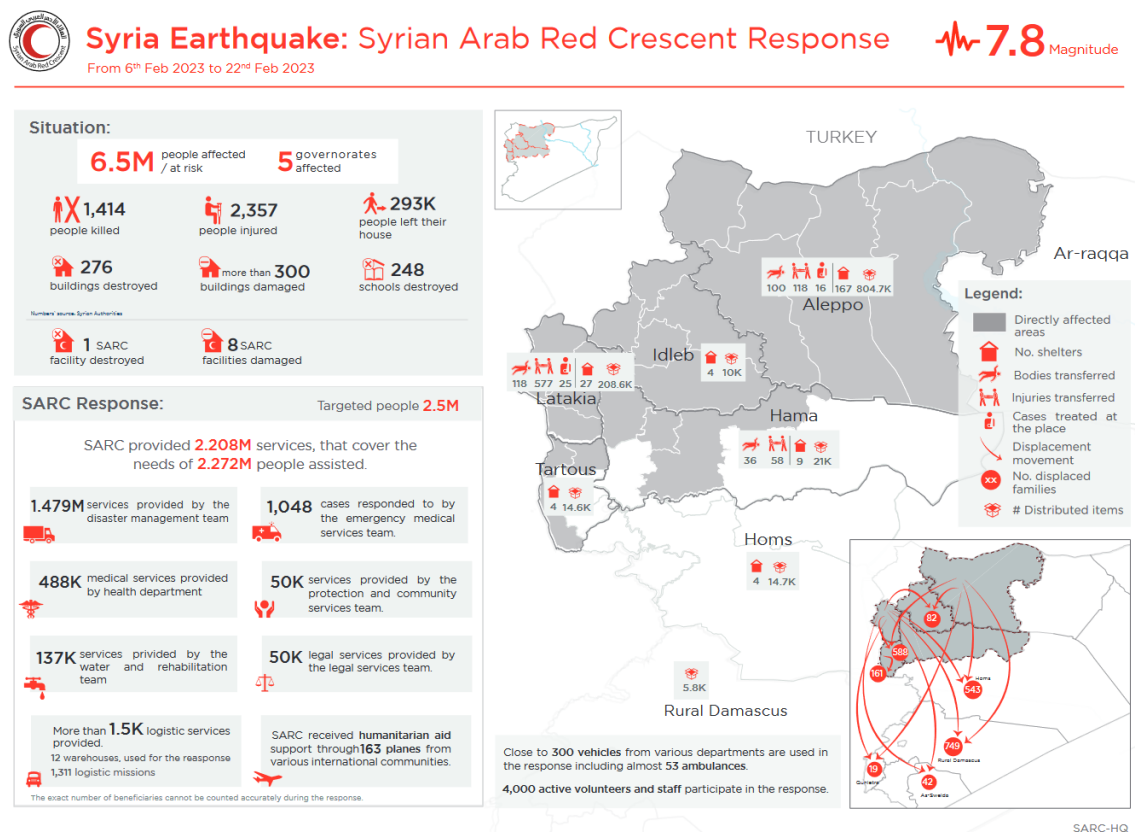 Syria Earthquake: Syrian Arab Red Crescent Response
From 6th Feb 2023 to 22nd Feb 2023
7.8 Magnitude
Syrian Arab Red Crescent
Situation:
6.5M people affected
/ at risk
5 governorates
affected
1,414
people killed
2,357
people injured
293K
people left their
house
276
buildings destroyed
more than 300
buildings damaged
248
schools destroyed
Numbers' source: Syrian Authorities
1 SARC
facility destroyed
8 SARC
facilities damaged
SARC Response:
Targeted people 2.5M
SARC provided 2.208M services, that cover the
needs of 2.272M people assisted.
1.479M services provided by the
disaster management team
1,048 cases responded to by
the emergency medical
services team.
488K medical services provided
by health department
50K services provided by the
protection and community
services team.
137K services privided by the
water and rehabilitation
team
50K legal services provided by
the legal services team.
More than 1.5K logistic services
provided.
12 warehouses, used for the reasponse
1,311 logistic missions
SARC received humanitarian aid
support through163 planes from
various international communities.
The exact number of beneficiaries cannot be counted accurately during the response.
TURKEY
Ar-raqqa
100 118 16 167 804.7K
Aleppo
Idleb
4 10K
118 577 25 27 208.6K
Latakia
Hama
36 58 9 21K
Tartous
4 14.6K
Homs
4 14.7K
5.8K
Rural Damascus
Legend:
Directly affected
areas
No. shelters
Bodies transferred
Injuries transferred
Cases treated at
the place
Displacement
movement
xx
No. displaced
families
# Distributed items
82
588
161
543
Homs
749
Rural Damascus
19
42
Close to 300 vehicles from various departments are used in
the response including almost 53 ambulances.
4,000 active volunteers and staff participate in the response.
SARC-HQ